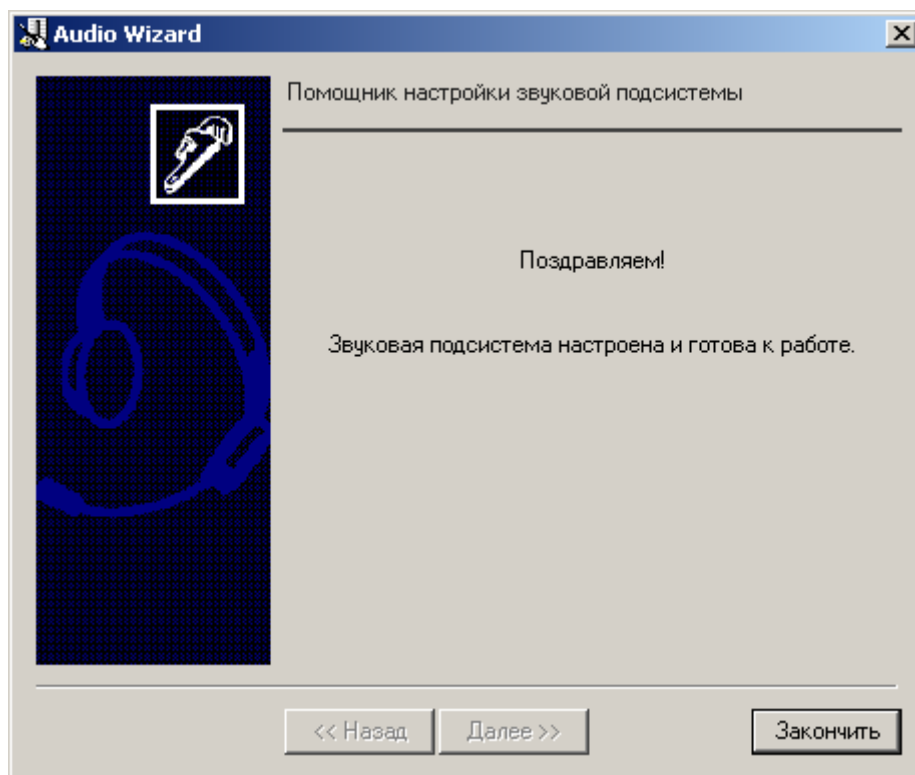 Audio Wizard
Помощник настройки звуковой подсистемы
Поздравляем!
Звуковая подсистема настроена и готова к работе.
<< Назад
Далее >>
Закончить